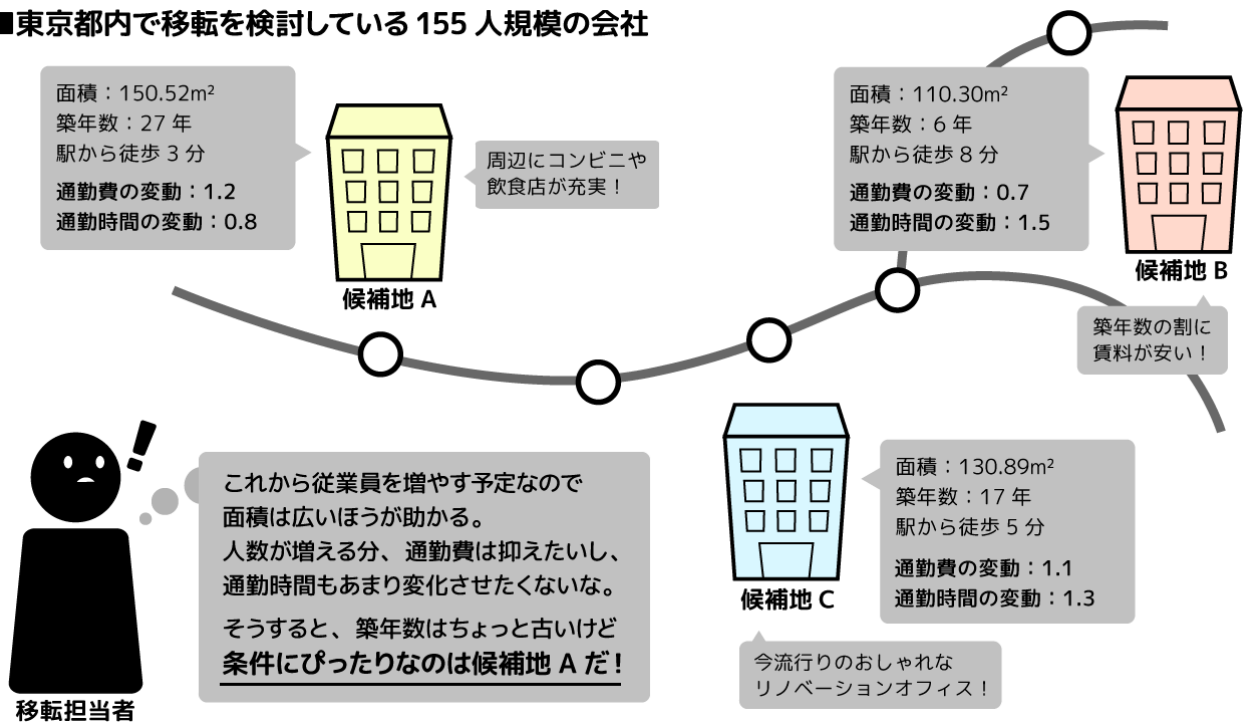 ■東京都内で移転を検討している 155 人規模の会社
面積：150.52m²
築年数：27 年
駅から徒歩 3 分
通勤費の変動：1.2
通勤時間の変動：0.8
周辺にコンビニや
飲食店が充実！
候補地 A
面積：110.30m²
築年数：6 年
駅から徒歩 8 分
通勤費の変動：0.7
通勤時間の変動：1.5
候補地 B
築年数の割に
賃料が安い！
面積：130.89m²
築年数：17 年
駅から徒歩 5 分
通勤費の変動：1.1
通勤時間の変動：1.3
候補地 C
今流行りのおしゃれな
リノベーションオフィス！
これから従業員を増やす予定なので
面積は広いほうが助かる。
人数が増える分、通勤費は抑えたいし、
通勤時間もあまり変化させたくないな。
そうすると、築年数はちょっと古いけど
条件にぴったりなのは候補地 A だ！
移転担当者